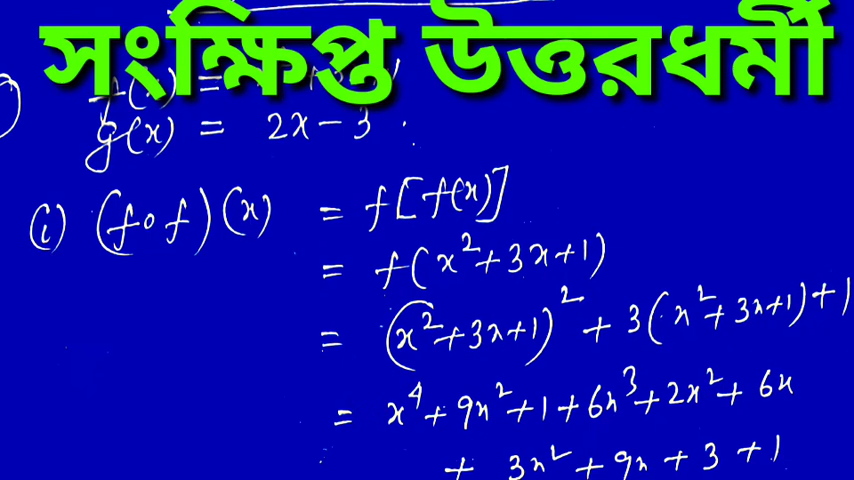 সংক্ষিপ্ত উত্তরধর্মী
f(x) =
g(x) = 2x - 3 .
(i) (f o f)(x) = f[f(x)]
= f(x² + 3x + 1)
= (x² + 3x + 1)² + 3(x² + 3x + 1) + 1
= x⁴ + 9x² + 1 + 6x³ + 2x² + 6x
+ 3x² + 9x + 3 + 1